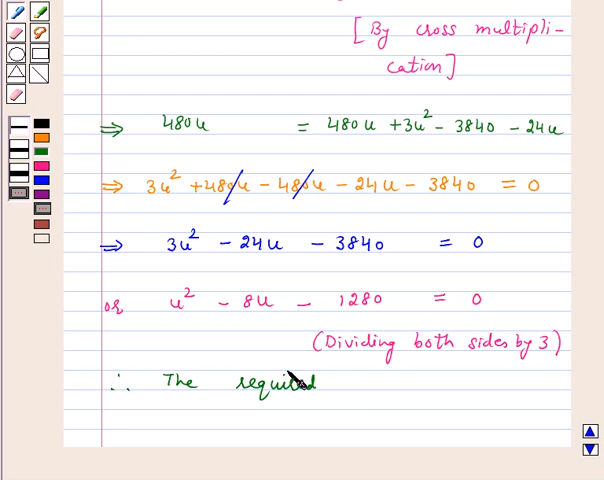 [By cross multipli-
cation]
⇒ 480u = 480u + 3u² - 3840 - 24u
⇒ 3u² + 480u - 480u - 24u - 3840 = 0
⇒ 3u² - 24u - 3840 = 0
or u² - 8u - 1280 = 0
(Dividing both sides by 3)
∴ The required